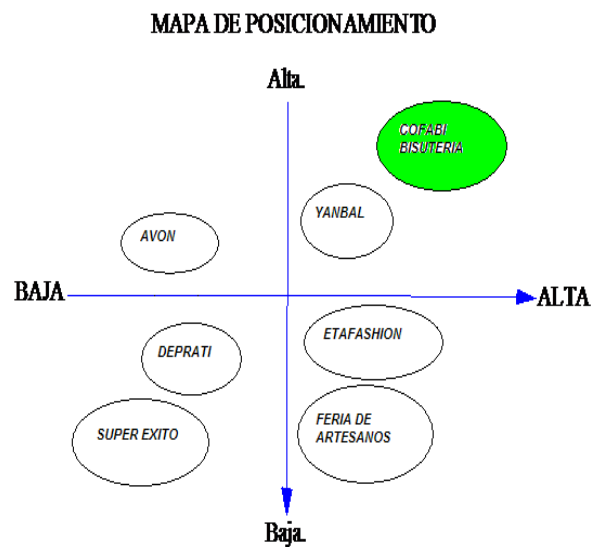 MAPA DE POSICIONAMIENTO
Alta.
COFABI
BISUTERIA
YANBAL
AVON
BAJA
ALTA
ETAFASHION
DEPRATI
FERIA DE
ARTESANOS
SUPER EXITO
Baja.